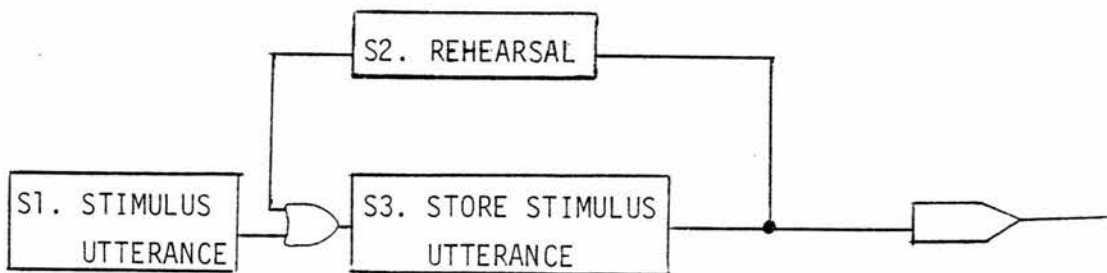 S2. REHEARSAL
S1. STIMULUS
UTTERANCE
S3. STORE STIMULUS
UTTERANCE